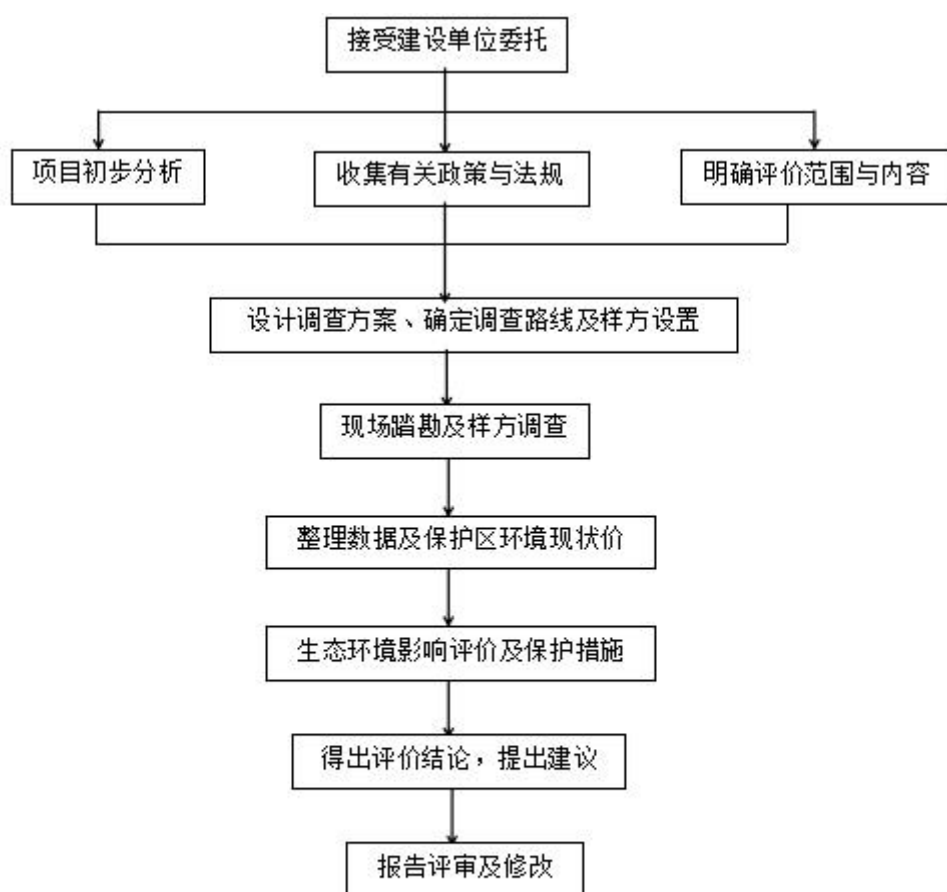 接受建设单位委托
项目初步分析
收集有关政策与法规
明确评价范围与内容
设计调查方案、确定调查路线及样方设置
现场踏勘及样方调查
整理数据及保护区环境现状价
生态环境影响评价及保护措施
得出评价结论，提出建议
报告评审及修改